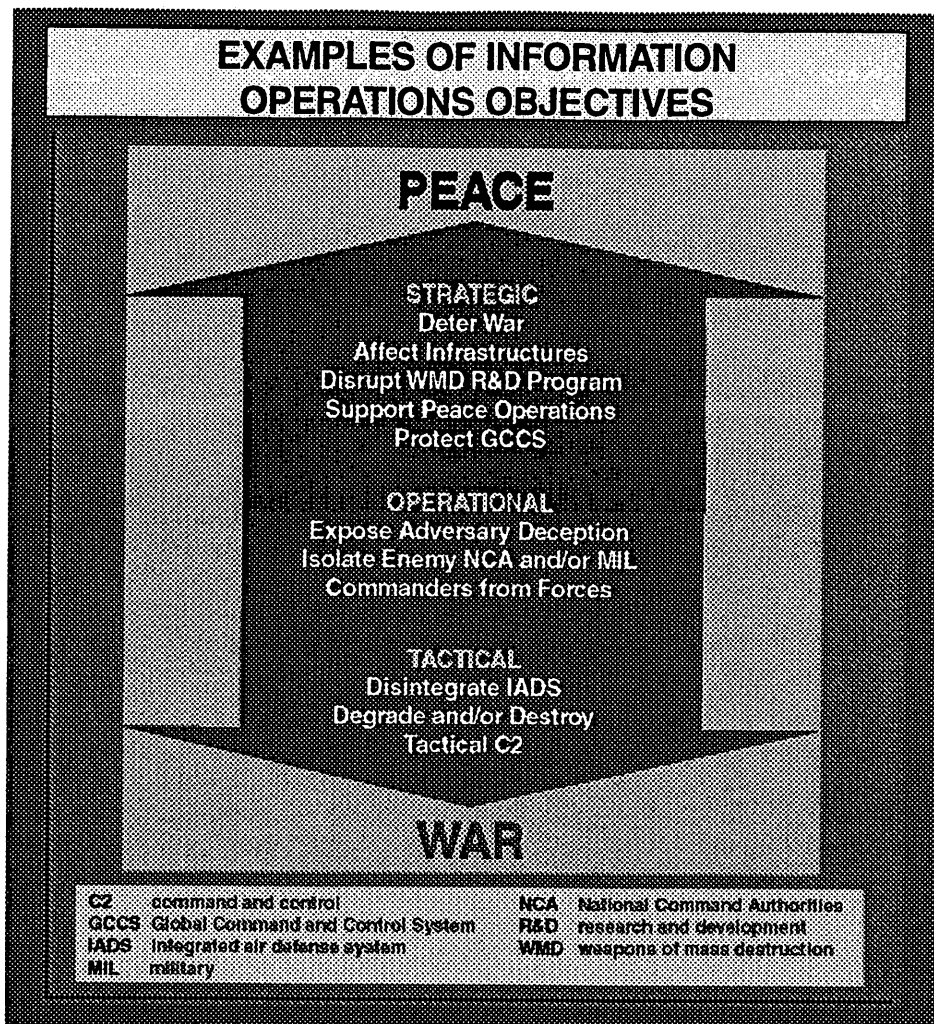 EXAMPLES OF INFORMATION
OPERATIONS OBJECTIVES
PEACE
STRATEGIC
Deter War
Affect Infrastructures
Disrupt WMD R&D Program
Support Peace Operations
Protect GCCS
OPERATIONAL
Expose Adversary Deception
Isolate Enemy NCA and/or MIL
Commanders from Forces
TACTICAL
Disintegrate IADS
Degrade and/or Destroy
Tactical C2
WAR
C2 command and control
GCCS Global Command and Control System
IADS integrated air defense system
MIL military
NCA National Command Authorities
R&D research and development
WMD weapons of mass destruction